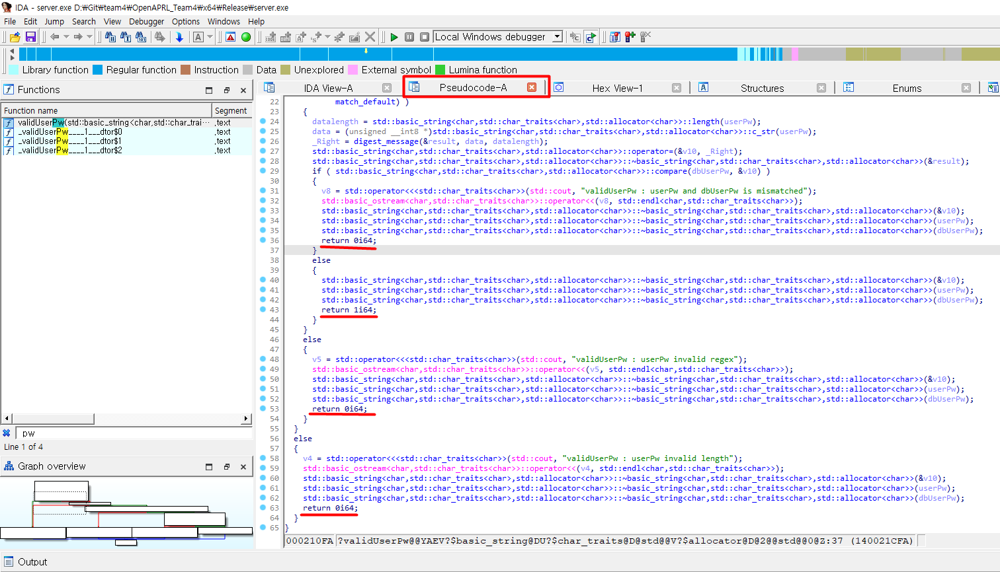 IDA - server.exe D:₩Git₩team4₩OpenAPRL_Team4₩x64₩Release₩server.exe
File Edit Jump Search View Debugger Options Windows Help
Local Windows debugger
Library function Regular function Instruction Data Unexplored External symbol Lumina function
Functions
Function name Segment
validUserPw(std::basic_string<char,std::char_trai··· .text
_validUserPw____1___dtor$0 .text
_validUserPw____1___dtor$1 .text
_validUserPw____1___dtor$2 .text
pw
Line 1 of 4
Graph overview
IDA View-A Pseudocode-A Hex View-1 Structures Enums
22 match_default) )
23 {
24 datalength = std::basic_string<char,std::char_traits<char>,std::allocator<char>>::length(userPw);
25 data = (unsigned __int8 *)std::basic_string<char,std::char_traits<char>,std::allocator<char>>::c_str(userPw);
26 _Right = digest_message(&result, data, datalength);
27 std::basic_string<char,std::char_traits<char>,std::allocator<char>>::operator=(&v10, _Right);
28 std::basic_string<char,std::char_traits<char>,std::allocator<char>>::~basic_string<char,std::char_traits<char>,std::allocator<char>>(&result);
29 if ( std::basic_string<char,std::char_traits<char>,std::allocator<char>>::compare(dbUserPw, &v10) )
30 {
31 v8 = std::operator<<<std::char_traits<char>>(std::cout, "validUserPw : userPw and dbUserPw is mismatched");
32 std::basic_ostream<char,std::char_traits<char>>::operator<<(v8, std::endl<char,std::char_traits<char>>);
33 std::basic_string<char,std::char_traits<char>,std::allocator<char>>::~basic_string<char,std::char_traits<char>,std::allocator<char>>(&v10);
34 std::basic_string<char,std::char_traits<char>,std::allocator<char>>::~basic_string<char,std::char_traits<char>,std::allocator<char>>(userPw);
35 std::basic_string<char,std::char_traits<char>,std::allocator<char>>::~basic_string<char,std::char_traits<char>,std::allocator<char>>(dbUserPw);
36 return 0i64;
37 }
38 else
39 {
40 std::basic_string<char,std::char_traits<char>,std::allocator<char>>::~basic_string<char,std::char_traits<char>,std::allocator<char>>(&v10);
41 std::basic_string<char,std::char_traits<char>,std::allocator<char>>::~basic_string<char,std::char_traits<char>,std::allocator<char>>(userPw);
42 std::basic_string<char,std::char_traits<char>,std::allocator<char>>::~basic_string<char,std::char_traits<char>,std::allocator<char>>(dbUserPw);
43 return 1i64;
44 }
45 }
46 else
47 {
48 v5 = std::operator<<<std::char_traits<char>>(std::cout, "validUserPw : userPw invalid regex");
49 std::basic_ostream<char,std::char_traits<char>>::operator<<(v5, std::endl<char,std::char_traits<char>>);
50 std::basic_string<char,std::char_traits<char>,std::allocator<char>>::~basic_string<char,std::char_traits<char>,std::allocator<char>>(&v10);
51 std::basic_string<char,std::char_traits<char>,std::allocator<char>>::~basic_string<char,std::char_traits<char>,std::allocator<char>>(userPw);
52 std::basic_string<char,std::char_traits<char>,std::allocator<char>>::~basic_string<char,std::char_traits<char>,std::allocator<char>>(dbUserPw);
53 return 0i64;
54 }
55 }
56 else
57 {
58 v4 = std::operator<<<std::char_traits<char>>(std::cout, "validUserPw : userPw invalid length");
59 std::basic_ostream<char,std::char_traits<char>>::operator<<(v4, std::endl<char,std::char_traits<char>>);
60 std::basic_string<char,std::char_traits<char>,std::allocator<char>>::~basic_string<char,std::char_traits<char>,std::allocator<char>>(&v10);
61 std::basic_string<char,std::char_traits<char>,std::allocator<char>>::~basic_string<char,std::char_traits<char>,std::allocator<char>>(userPw);
62 std::basic_string<char,std::char_traits<char>,std::allocator<char>>::~basic_string<char,std::char_traits<char>,std::allocator<char>>(dbUserPw);
63 return 0i64;
64 }
65 }
000210FA ?validUserPw@@YAEV?$basic_string@DU?$char_traits@D@std@@V?$allocator@D@2@@std@@0@Z:37 (140021CFA)
Output